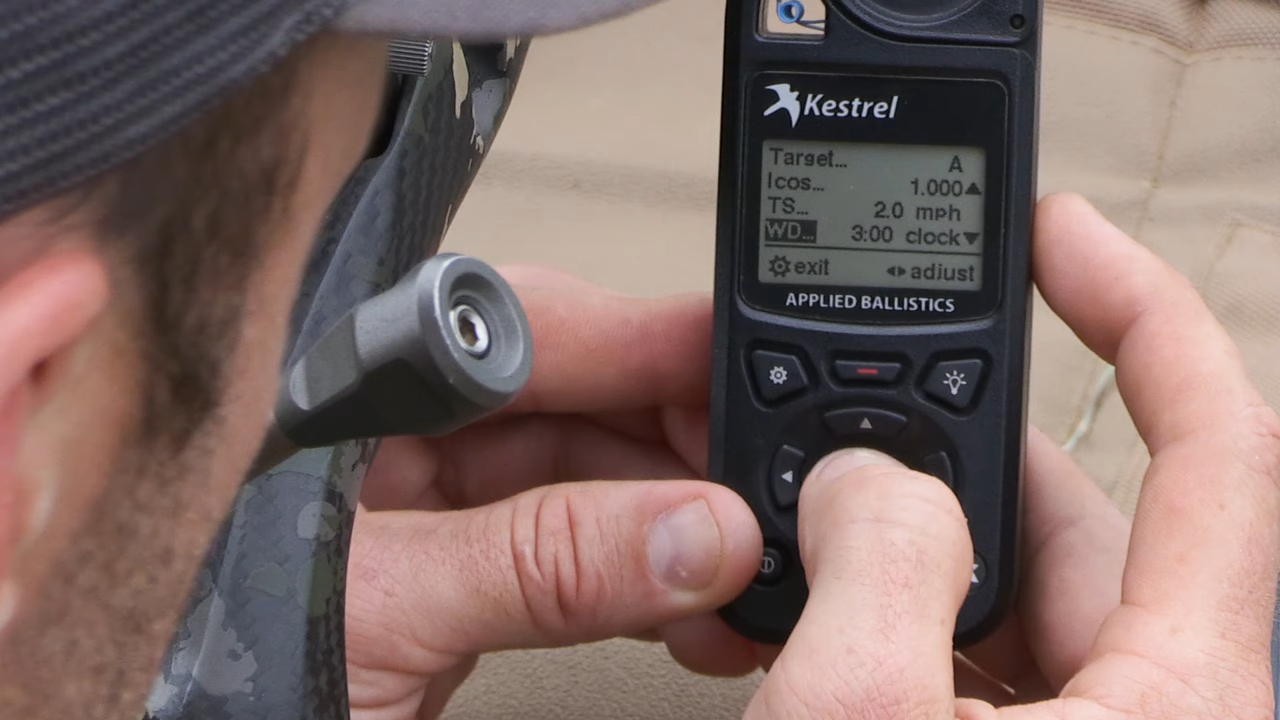 Kestrel
Target... A
Icos... 1.000▲
TS... 2.0 mph
WD... 3:00 clock▼
exit ◂▸adjust
APPLIED BALLISTICS